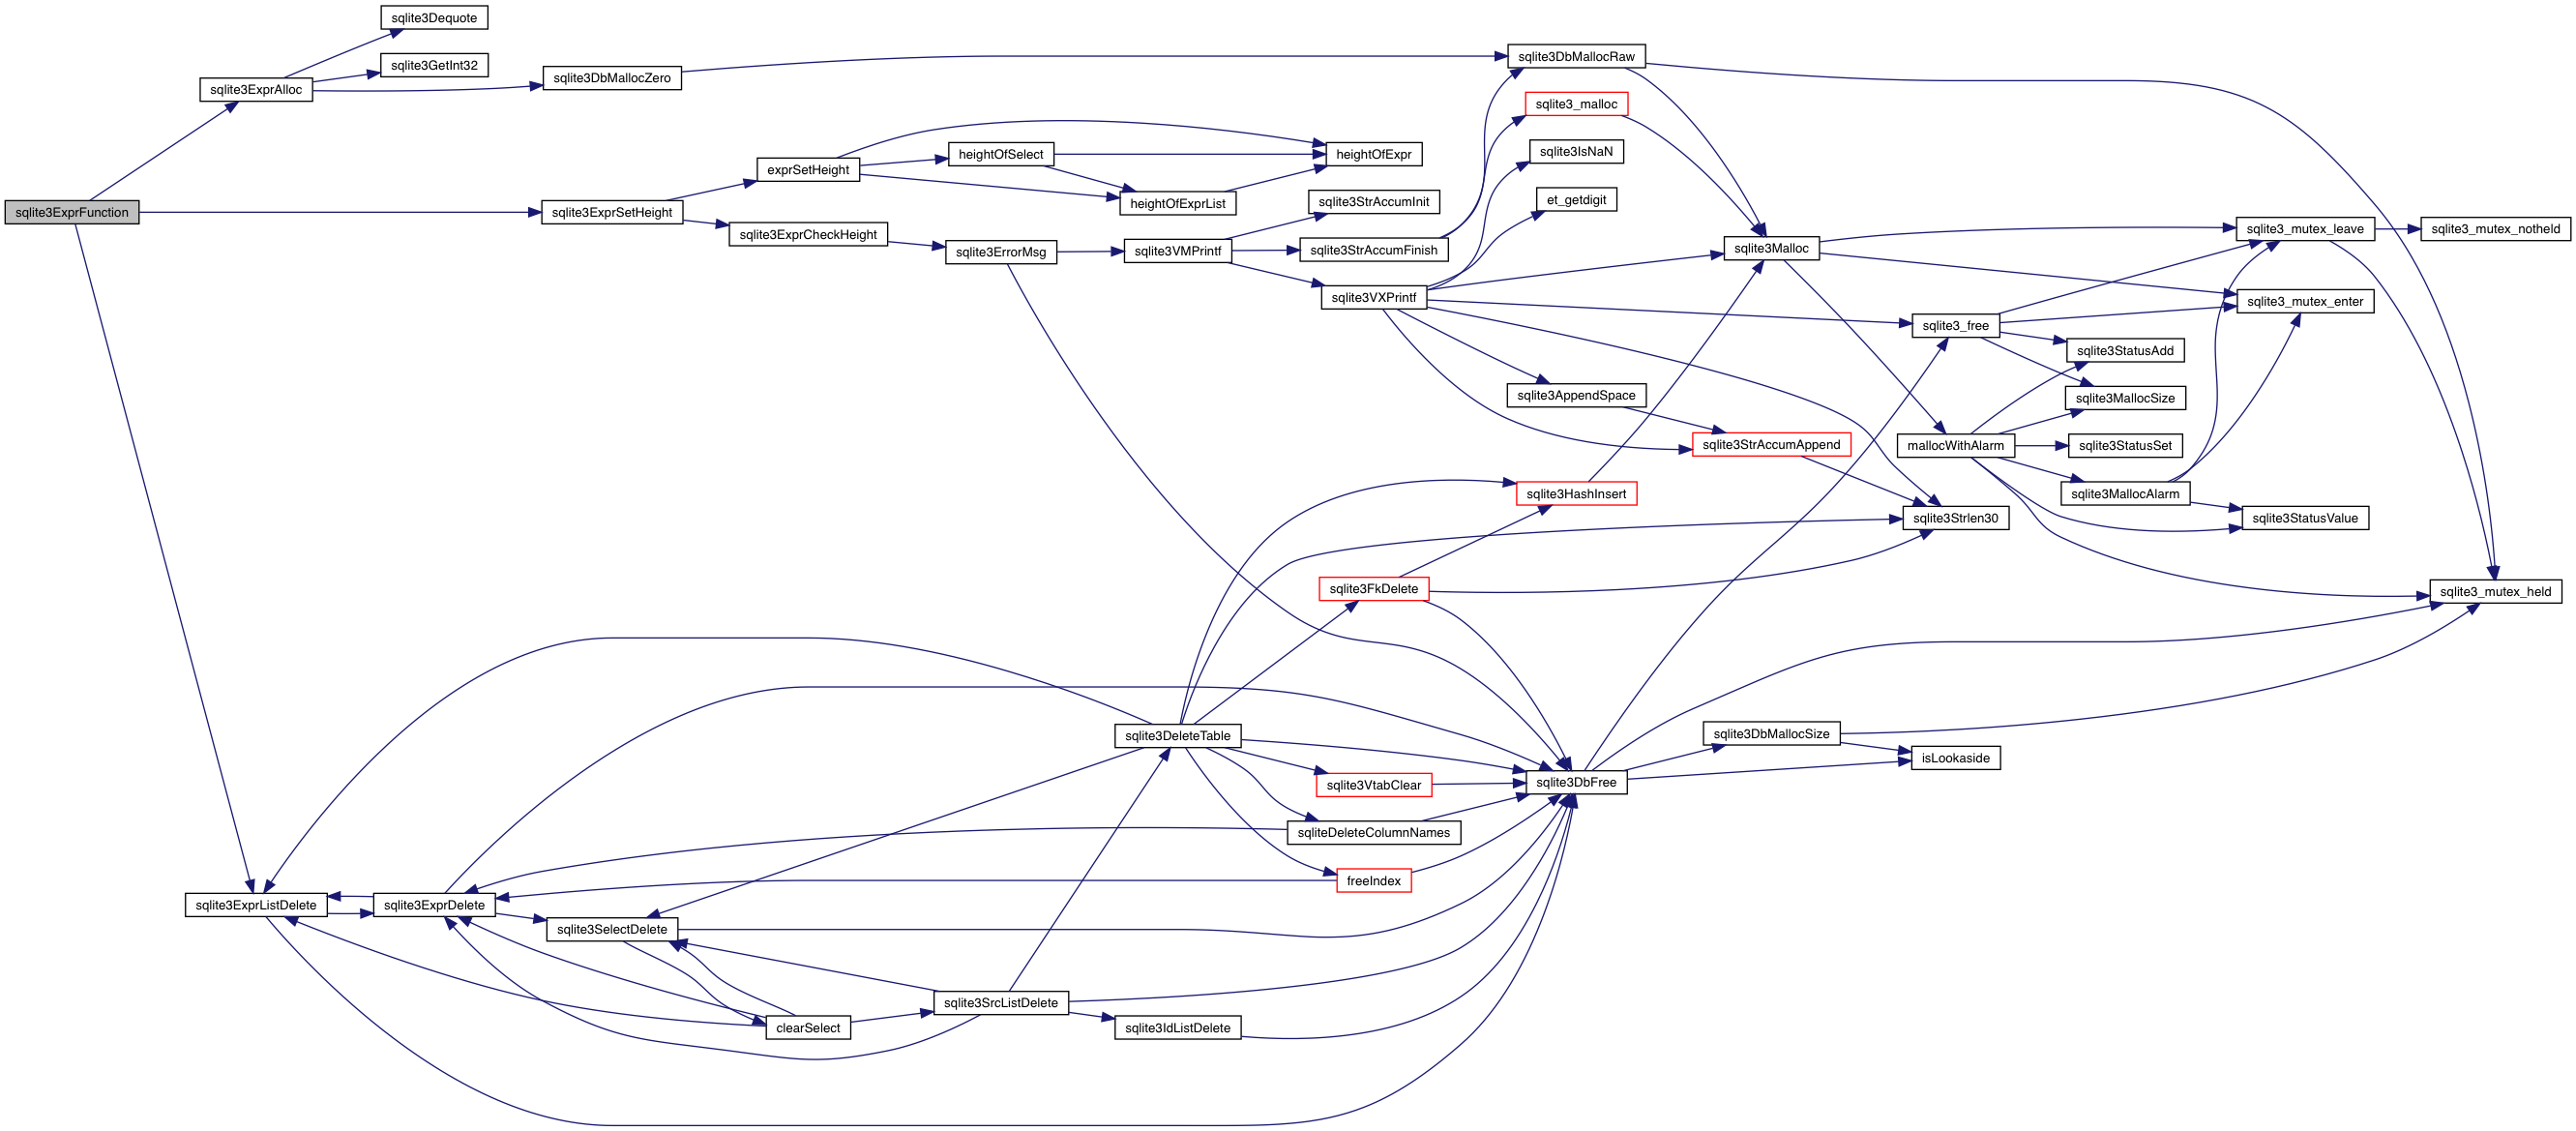 sqlite3Dequote
sqlite3GetInt32
sqlite3ExprAlloc
sqlite3DbMallocZero
sqlite3DbMallocRaw
sqlite3_malloc
sqlite3IsNaN
et_getdigit
exprSetHeight
heightOfSelect
heightOfExpr
heightOfExprList
sqlite3ExprFunction
sqlite3ExprSetHeight
sqlite3ExprCheckHeight
sqlite3ErrorMsg
sqlite3VMPrintf
sqlite3StrAccumInit
sqlite3StrAccumFinish
sqlite3VXPrintf
sqlite3Malloc
sqlite3_mutex_leave
sqlite3_mutex_notheld
sqlite3_mutex_enter
sqlite3_free
sqlite3StatusAdd
sqlite3MallocSize
sqlite3AppendSpace
sqlite3StrAccumAppend
mallocWithAlarm
sqlite3StatusSet
sqlite3MallocAlarm
sqlite3StatusValue
sqlite3HashInsert
sqlite3Strlen30
sqlite3FkDelete
sqlite3_mutex_held
sqlite3DeleteTable
sqlite3DbMallocSize
isLookaside
sqlite3VtabClear
sqlite3DbFree
sqliteDeleteColumnNames
freeIndex
sqlite3ExprListDelete
sqlite3ExprDelete
sqlite3SelectDelete
sqlite3SrcListDelete
clearSelect
sqlite3IdListDelete